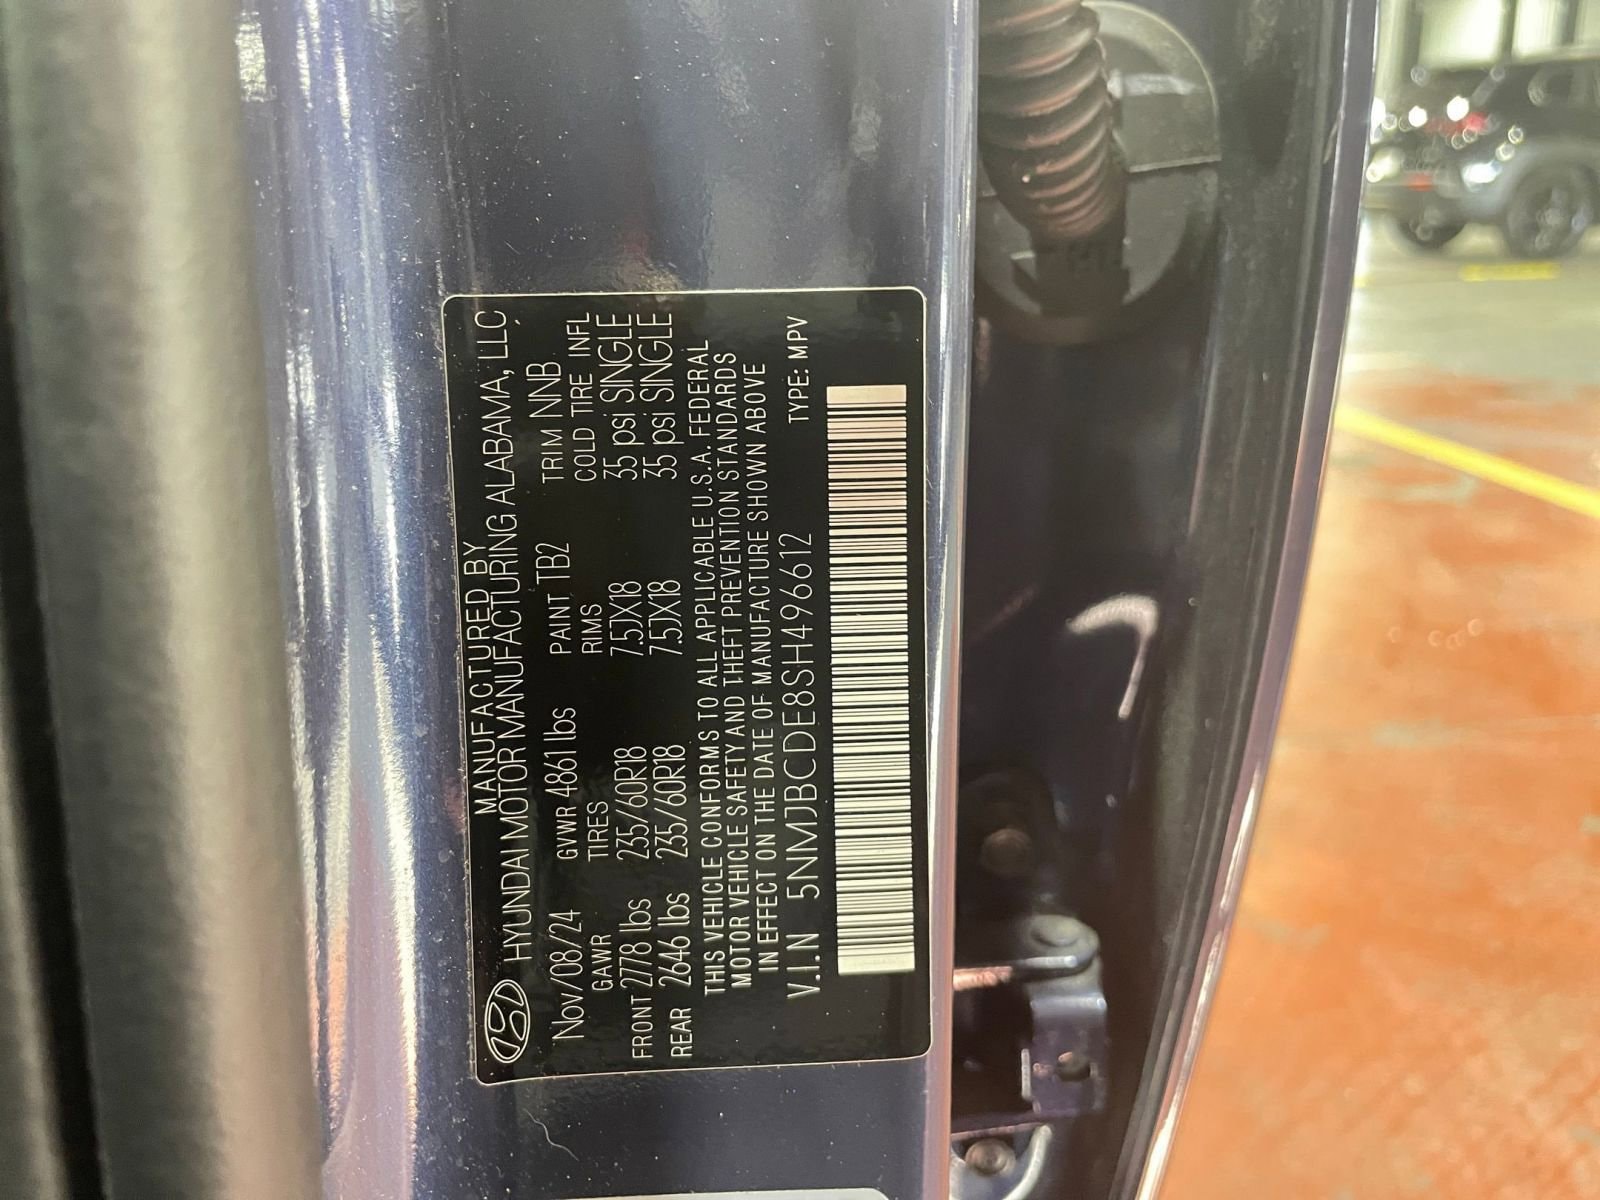 MANUFACTURED BY
HYUNDAI MOTOR MANUFACTURING ALABAMA, LLC
Nov/08/24 GVWR 4861 lbs PAINT TB2 TRIM NNB
GAWR TIRES RIMS COLD TIRE INFL
FRONT 2778 lbs 235/60R18 7.5JX18 35 psi SINGLE
REAR 2646 lbs 235/60R18 7.5JX18 35 psi SINGLE
THIS VEHICLE CONFORMS TO ALL APPLICABLE U.S.A. FEDERAL
MOTOR VEHICLE SAFETY AND THEFT PREVENTION STANDARDS
IN EFFECT ON THE DATE OF MANUFACTURE SHOWN ABOVE
V.I.N 5NMJBCDE8SH496612 TYPE: MPV